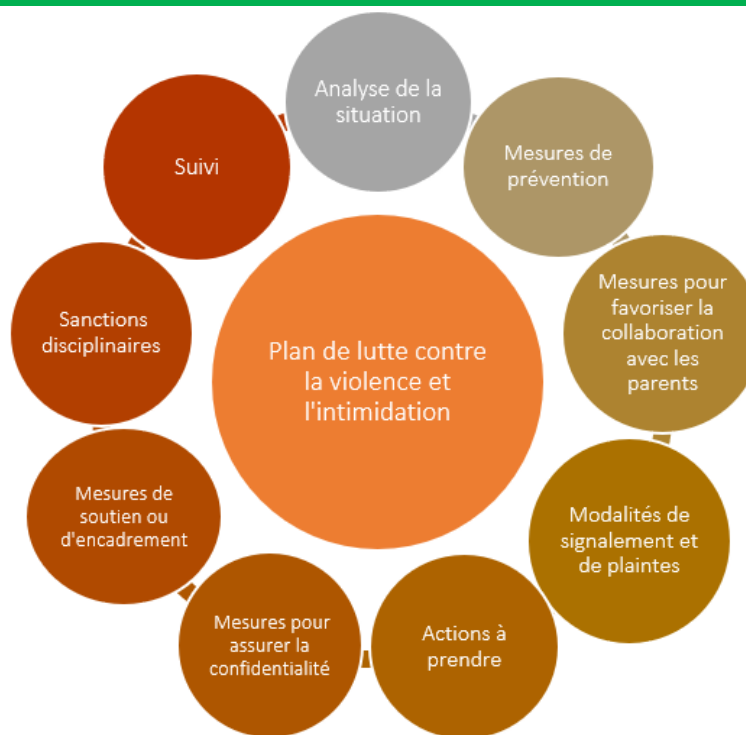 Analyse de la
situation
Mesures de
prévention
Mesures pour
favoriser la
collaboration
avec les
parents
Modalités de
signalement et
de plaintes
Actions à
prendre
Mesures pour
assurer la
confidentialité
Mesures de
soutien ou
d'encadrement
Sanctions
disciplinaires
Suivi
Plan de lutte contre
la violence et
l'intimidation